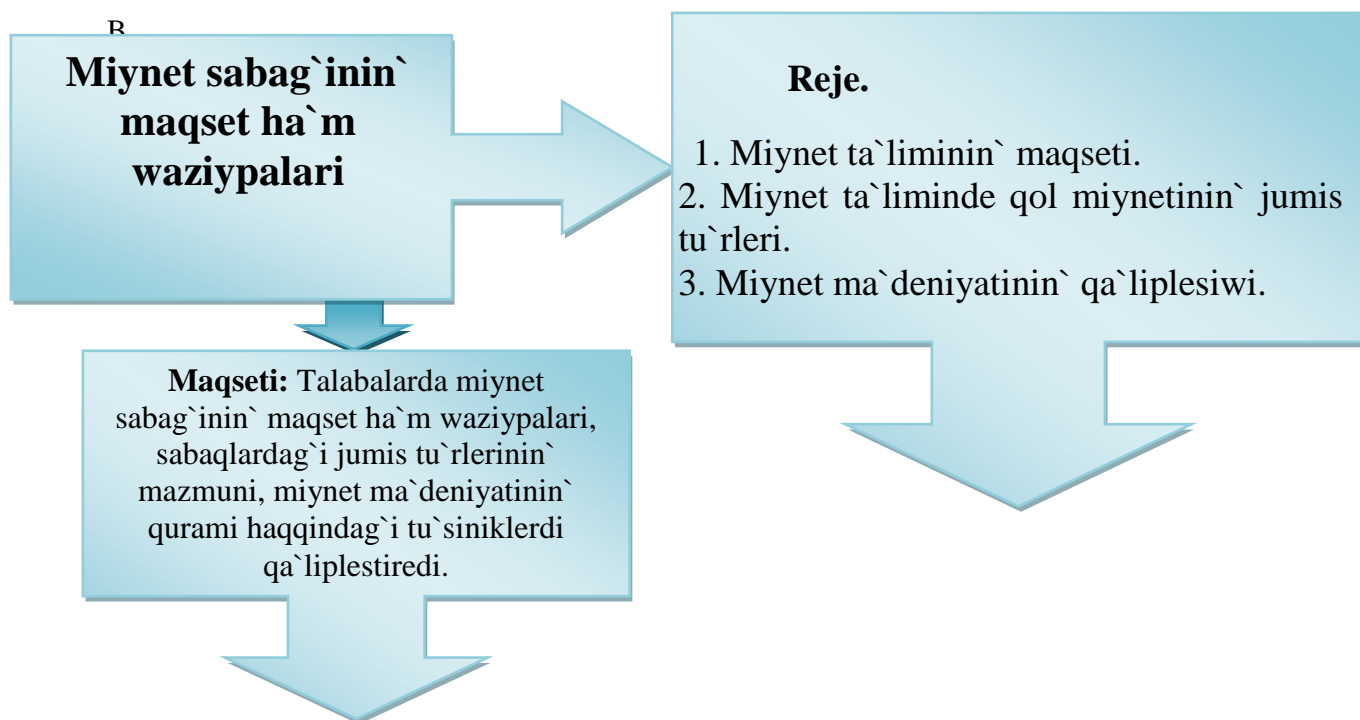 B
Miynet sabag`inin`
maqset ha`m
waziypalari
Reje.
1. Miynet ta`liminin` maqseti.
2. Miynet ta`liminde qol miynetinin` jumis
tu`rleri.
3. Miynet ma`deniyatinin` qa`liplesiwi.
Maqseti: Talabalarda miynet
sabag`inin` maqset ha`m waziypalari,
sabaqlardag`i jumis tu`rlerinin`
mazmuni, miynet ma`deniyatinin`
qurami haqqindag`i tu`siniklerdi
qa`liplestiredi.